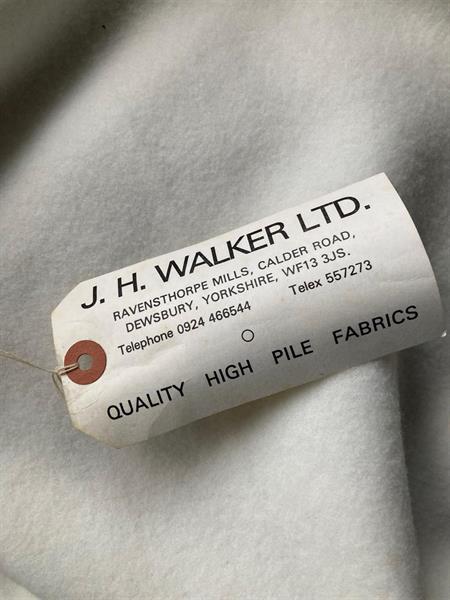 J. H. WALKER LTD.
RAVENSTHORPE MILLS, CALDER ROAD,
DEWSBURY, YORKSHIRE, WF13 3JS.
Telephone 0924 466544 Telex 557273
QUALITY HIGH PILE FABRICS